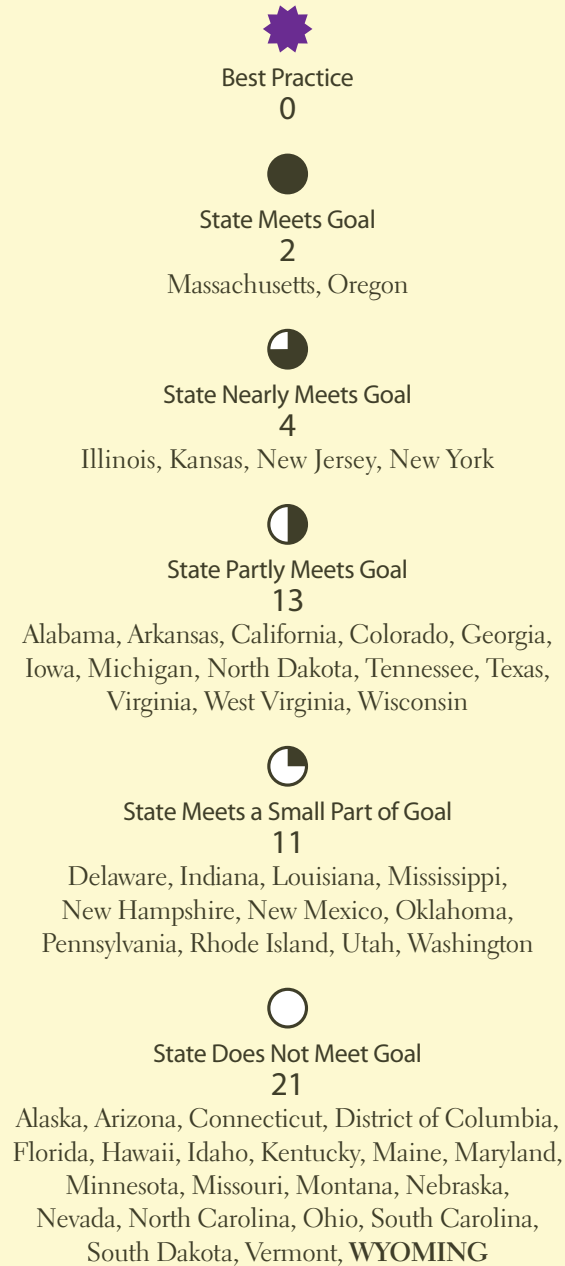 Best Practice
0
State Meets Goal
2
Massachusetts, Oregon
State Nearly Meets Goal
4
Illinois, Kansas, New Jersey, New York
State Partly Meets Goal
13
Alabama, Arkansas, California, Colorado, Georgia,
Iowa, Michigan, North Dakota, Tennessee, Texas,
Virginia, West Virginia, Wisconsin
State Meets a Small Part of Goal
11
Delaware, Indiana, Louisiana, Mississippi,
New Hampshire, New Mexico, Oklahoma,
Pennsylvania, Rhode Island, Utah, Washington
State Does Not Meet Goal
21
Alaska, Arizona, Connecticut, District of Columbia,
Florida, Hawaii, Idaho, Kentucky, Maine, Maryland,
Minnesota, Missouri, Montana, Nebraska,
Nevada, North Carolina, Ohio, South Carolina,
South Dakota, Vermont, WYOMING